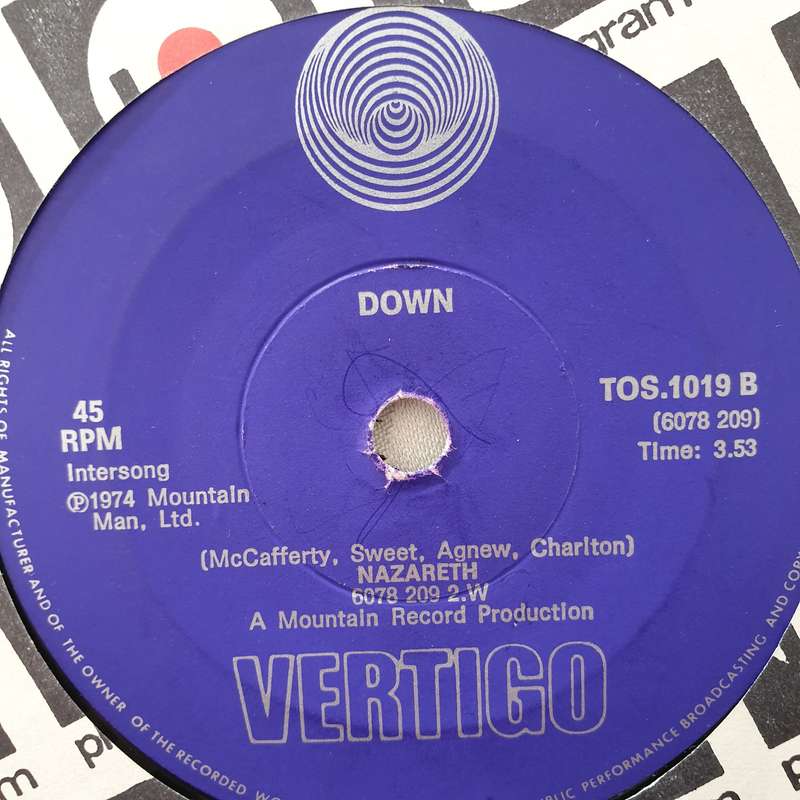 gram
DOWN
45
RPM
Intersong
Ⓟ1974 Mountain
Man, Ltd.
TOS.1019 B
(6078 209)
Time: 3.53
(McCafferty, Sweet, Agnew, Charlton)
NAZARETH
6078 209 2.W
A Mountain Record Production
VERTIGO
ALL RIGHTS OF MANUFACTURER AND OF THE OWNER OF THE RECORDED
PUBLIC PERFORMANCE BROADCASTING AND